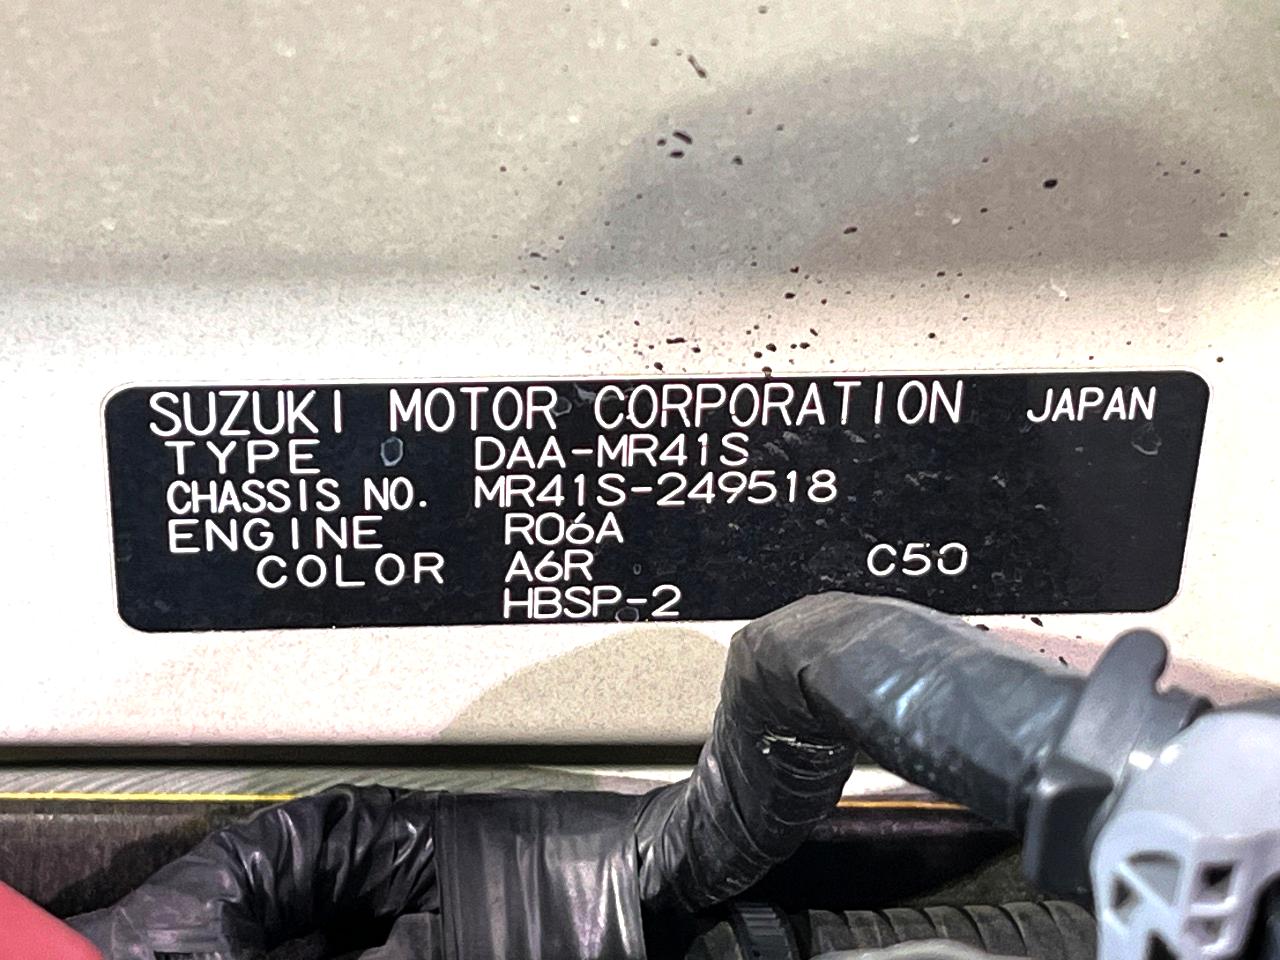 SUZUKI MOTOR CORPORATION JAPAN
TYPE DAA-MR41S
CHASSIS NO. MR41S-249518
ENGINE R06A
COLOR A6R C50
HBSP-2